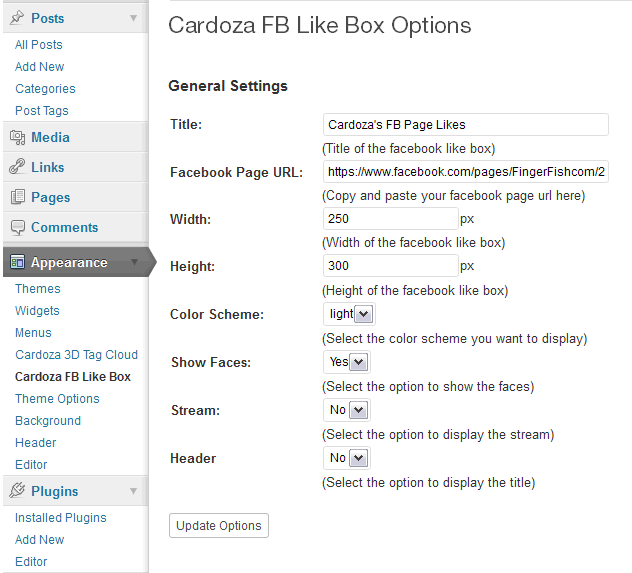 Posts
All Posts
Add New
Categories
Post Tags
Media
Links
Pages
Comments
Appearance
Themes
Widgets
Menus
Cardoza 3D Tag Cloud
Cardoza FB Like Box
Theme Options
Background
Header
Editor
Plugins
Installed Plugins
Add New
Editor
Cardoza FB Like Box Options
General Settings
Title: Cardoza's FB Page Likes
(Title of the facebook like box)
Facebook Page URL: https://www.facebook.com/pages/FingerFishcom/2
(Copy and paste your facebook page url here)
Width: 250 px
(Width of the facebook like box)
Height: 300 px
(Height of the facebook like box)
Color Scheme: light
(Select the color scheme you want to display)
Show Faces: Yes
(Select the option to show the faces)
Stream: No
(Select the option to display the stream)
Header No
(Select the option to display the title)
Update Options